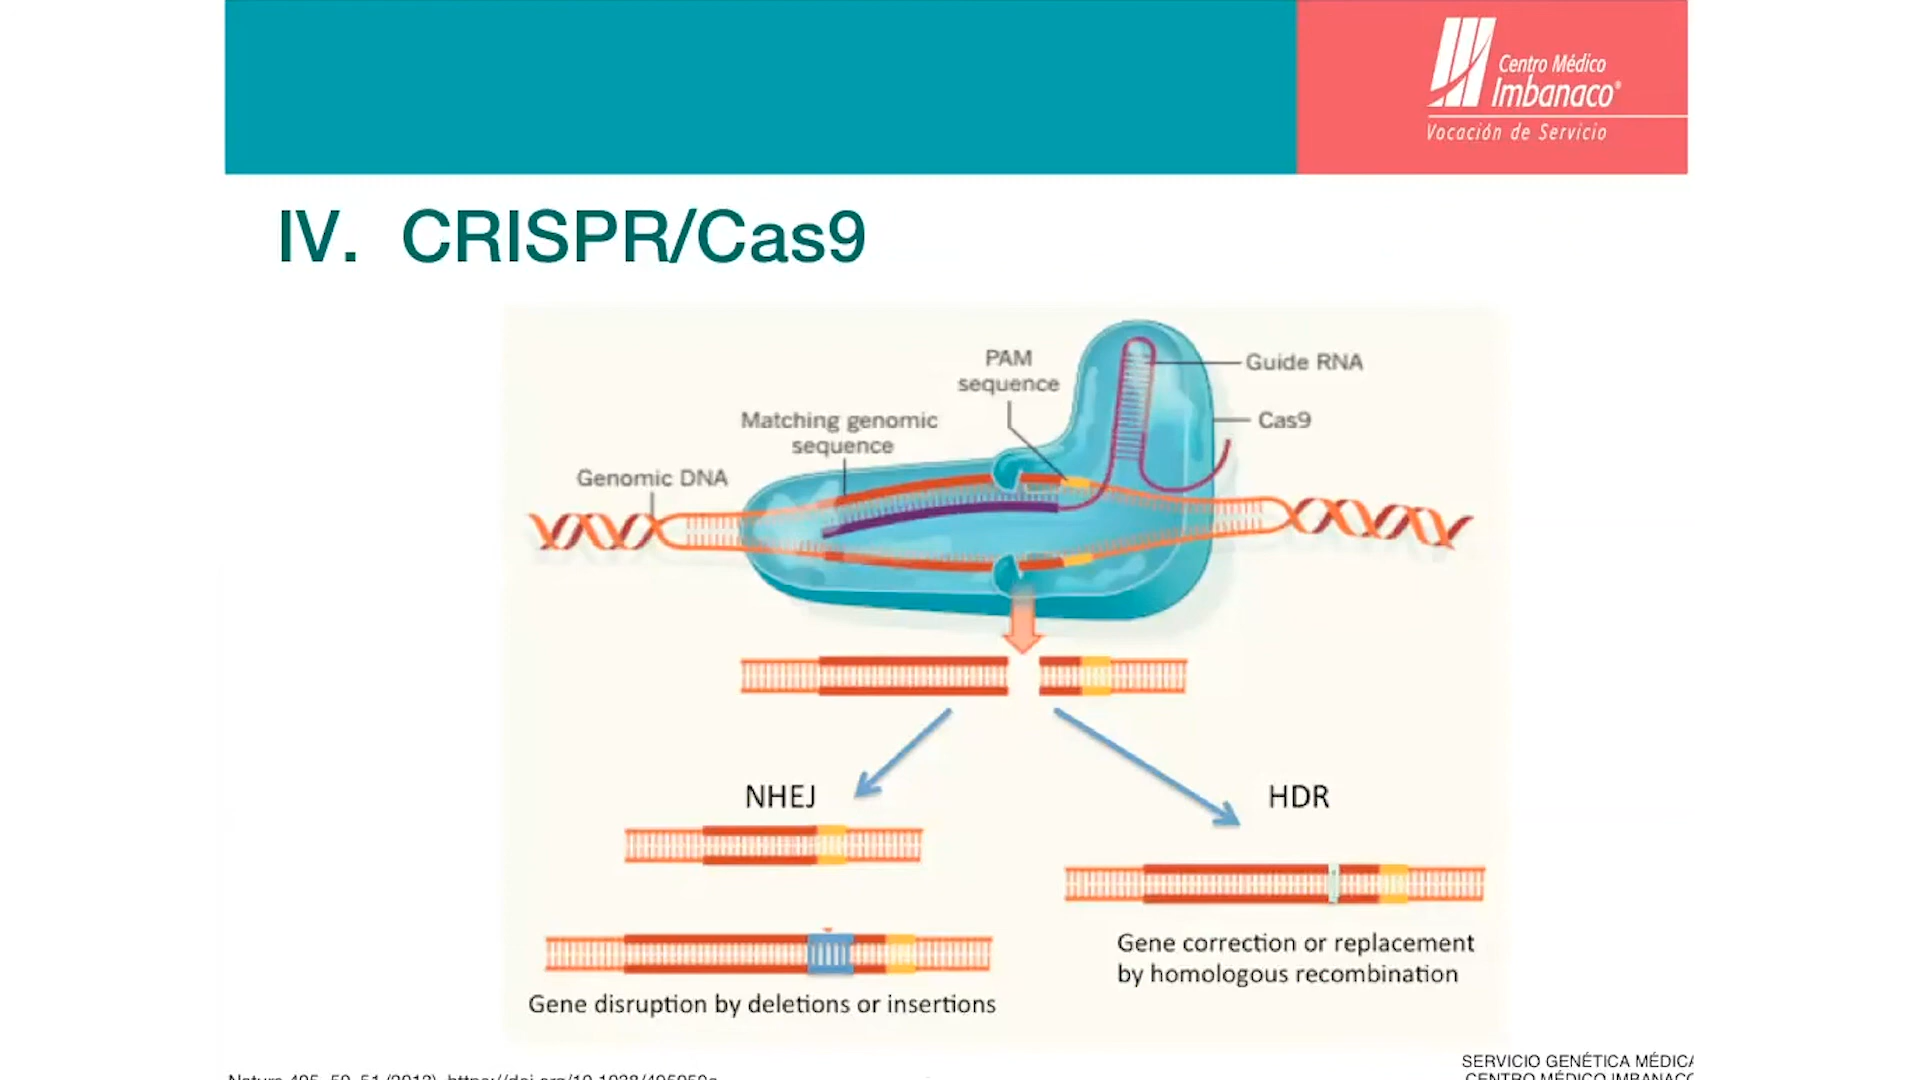 Centro Médico
Imbanaco®
Vocación de Servicio
IV. CRISPR/Cas9
PAM
sequence
Guide RNA
Matching genomic
sequence
Cas9
Genomic DNA
NHEJ
HDR
Gene correction or replacement
by homologous recombination
Gene disruption by deletions or insertions
SERVICIO GENÉTICA MÉDICA
CENTRO MÉDICO IMBANACO